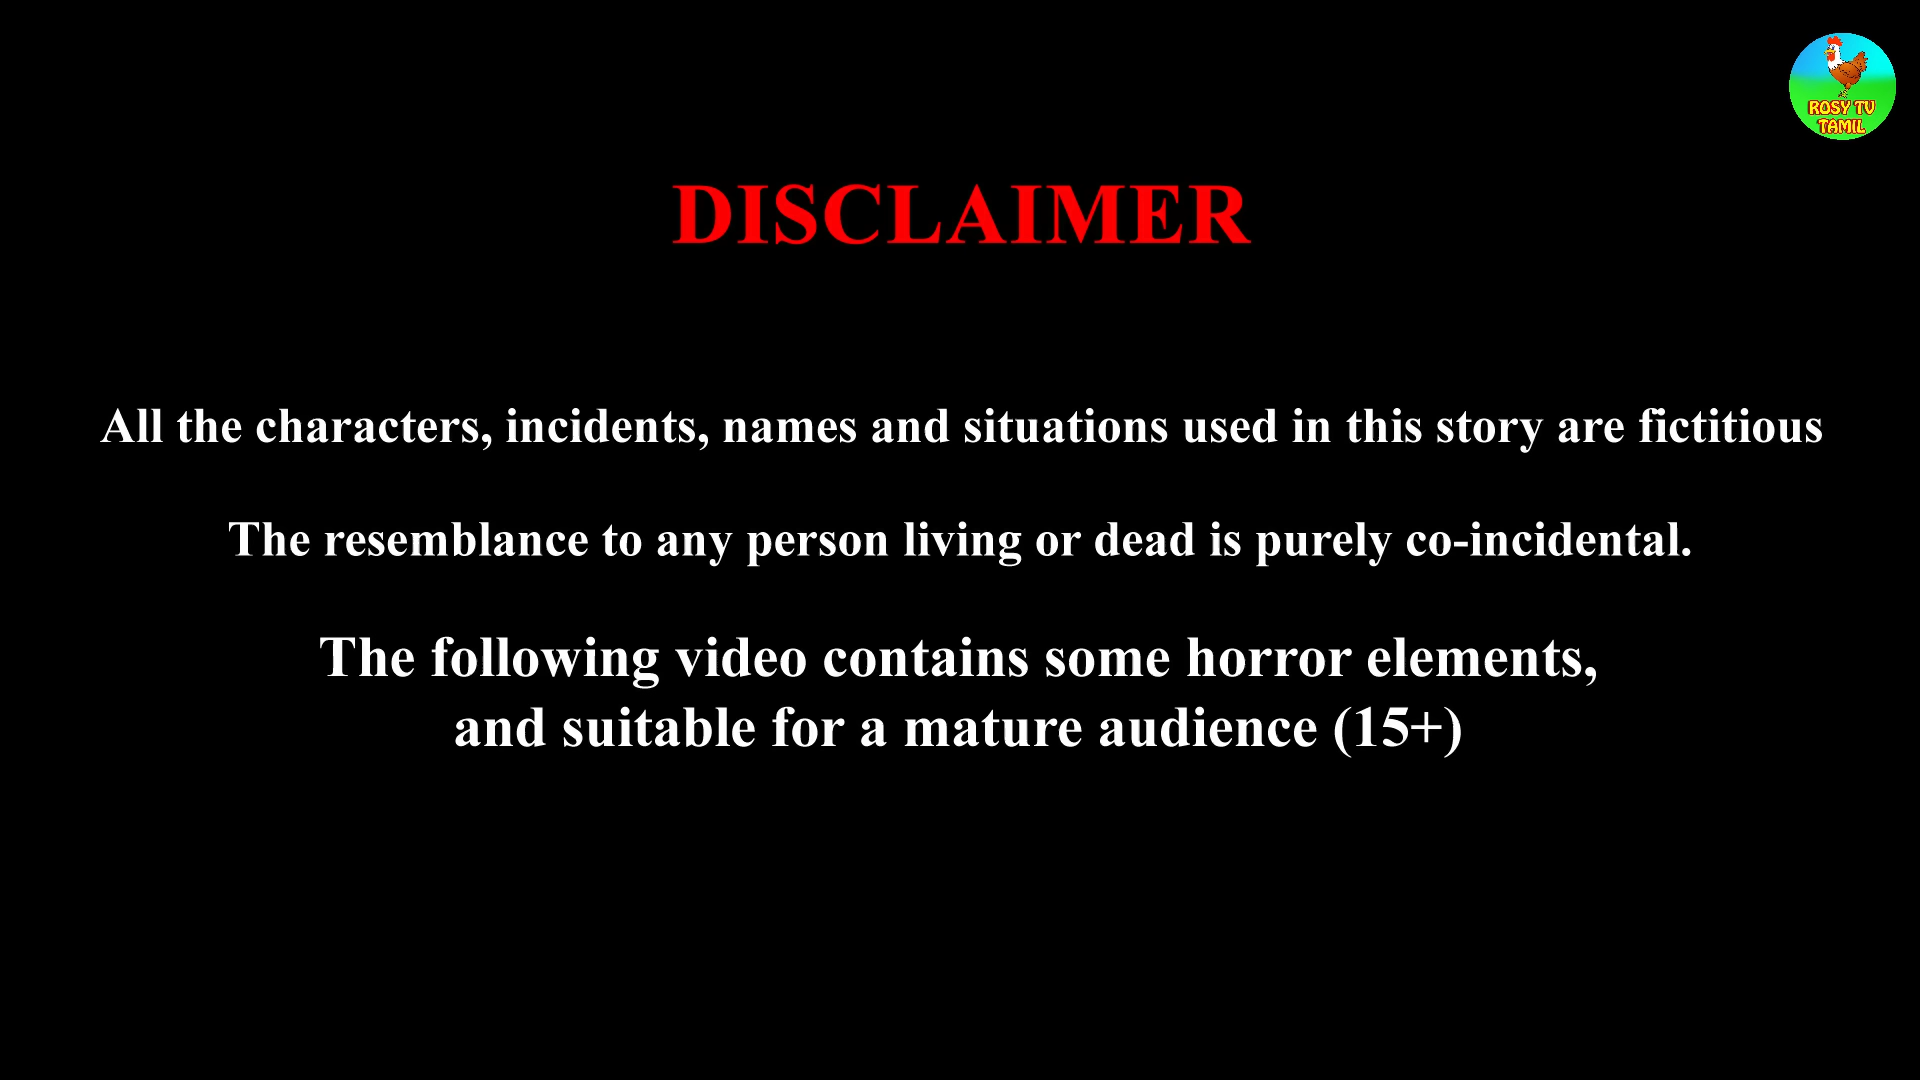 ROSY TV
TAMIL
DISCLAIMER
All the characters, incidents, names and situations used in this story are fictitious
The resemblance to any person living or dead is purely co-incidental.
The following video contains some horror elements,
and suitable for a mature audience (15+)